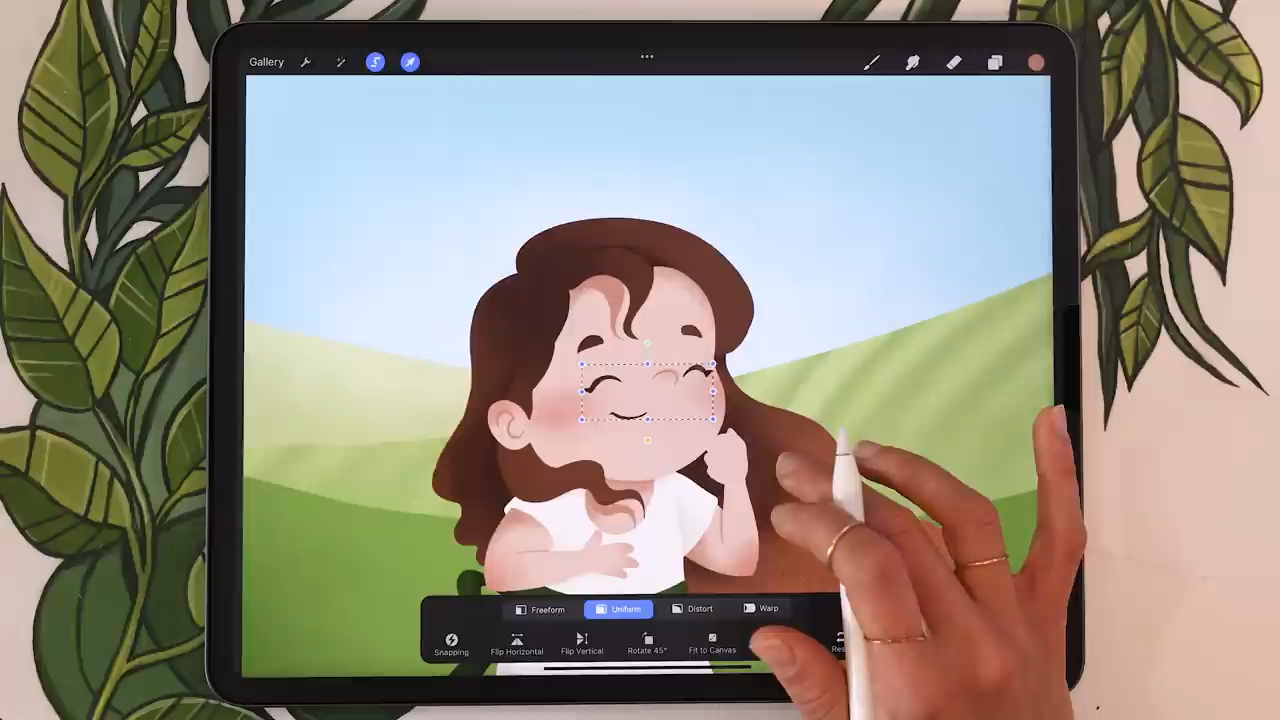 Gallery
Freeform Uniform Distort Warp
Snapping Flip Horizontal Flip Vertical Rotate 45° Fit to Canvas